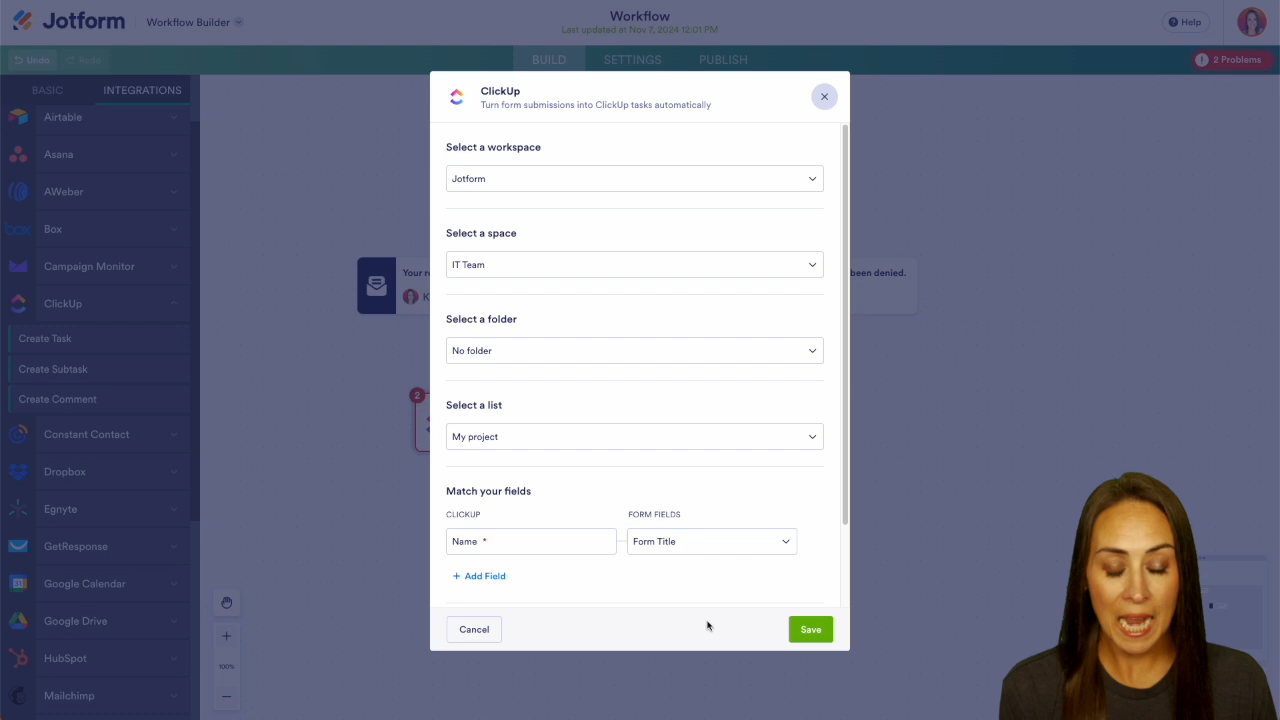 Jotform
Workflow Builder
Workflow
Last updated at Nov 7, 2024 12:01 PM
Help
Undo
Redo
BUILD
SETTINGS
PUBLISH
2 Problems
BASIC
INTEGRATIONS
Airtable
Asana
AWeber
box
Box
Campaign Monitor
ClickUp
Create Task
Create Subtask
Create Comment
Constant Contact
Dropbox
Egnyte
GetResponse
Google Calendar
Google Drive
HubSpot
Mailchimp
Your r
K
been denied.
2
100%
ClickUp
Turn form submissions into ClickUp tasks automatically
Select a workspace
Jotform
Select a space
IT Team
Select a folder
No folder
Select a list
My project
Match your fields
CLICKUP
FORM FIELDS
Name *
Form Title
+ Add Field
Cancel
Save